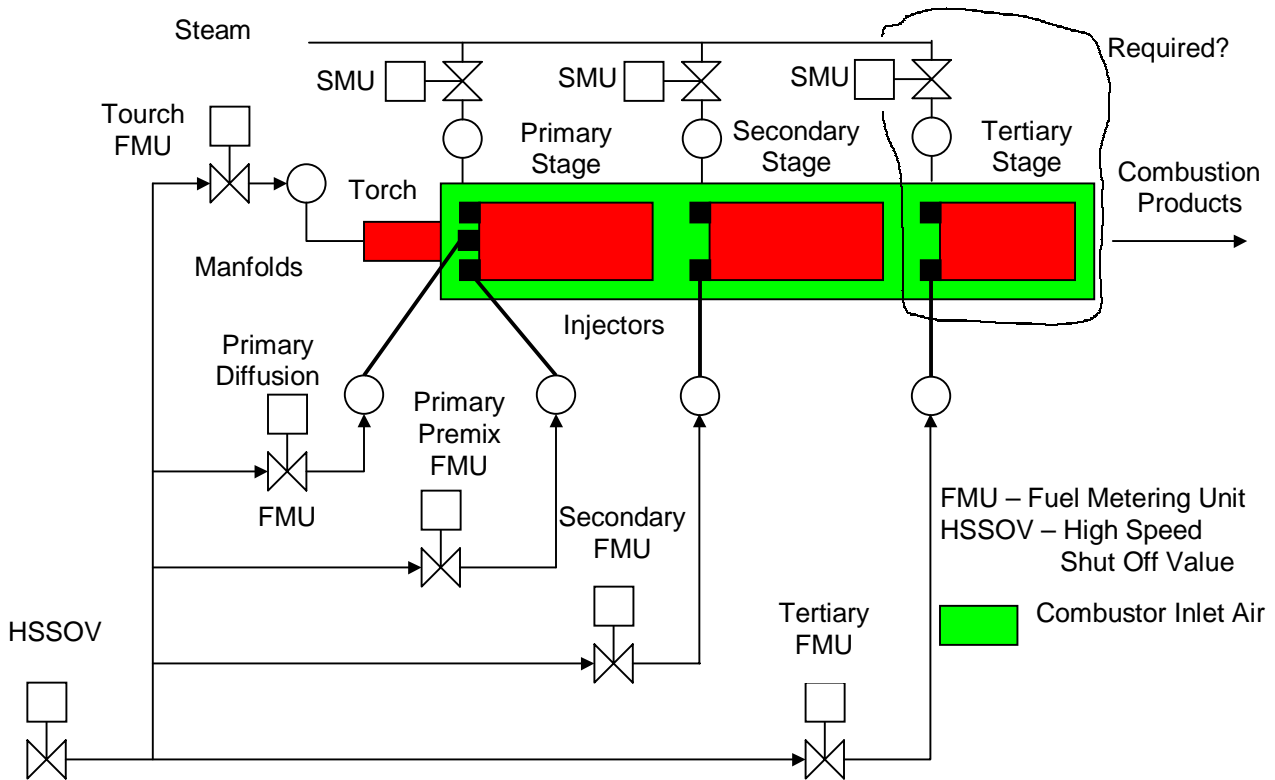 Steam
Required?
SMU
SMU
SMU
Tourch
FMU
Primary
Stage
Secondary
Stage
Tertiary
Stage
Combustion
Products
Torch
Manfolds
Injectors
Primary
Diffusion
FMU
Primary
Premix
FMU
Secondary
FMU
FMU – Fuel Metering Unit
HSSOV – High Speed
Shut Off Value
Combustor Inlet Air
Tertiary
FMU
HSSOV